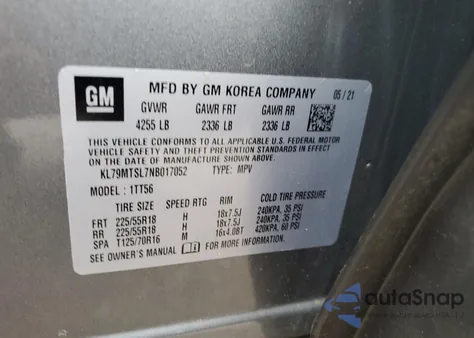 GM
MFD BY GM KOREA COMPANY 05/21
GVWR GAWR FRT GAWR RR
4255 LB 2336 LB 2336 LB
THIS VEHICLE CONFORMS TO ALL APPLICABLE U.S. FEDERAL MOTOR
VEHICLE SAFETY, BUMPER, AND THEFT PREVENTION STANDARDS
IN EFFECT ON THE DATE OF MANUFACTURE SHOWN ABOVE.
KL79MTSL7NB017052 TYPE: MPV
MODEL : 1TT56
TIRE SIZE SPEED RTG RIM COLD TIRE PRESSURE
FRT 225/55R18 H 18x7.5J 240KPA, 35 PSI
RR 225/55R18 H 18x7.5J 240KPA, 35 PSI
SPA T125/70R16 M 16x4.0BT 420KPA, 60 PSI
SEE OWNER'S MANUAL FOR MORE INFORMATION.
autoSnap